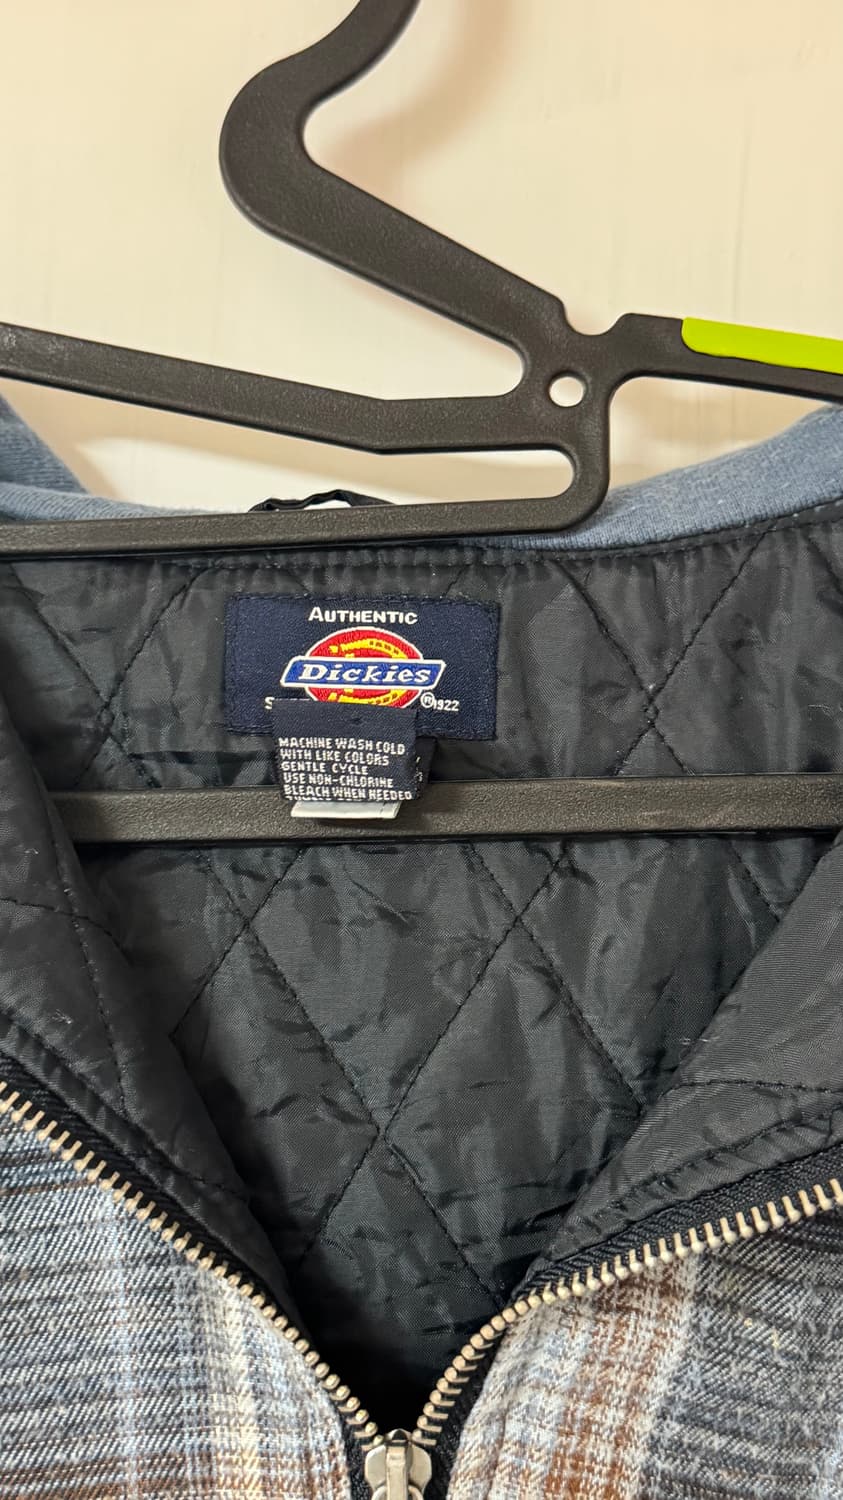 AUTHENTIC
Dickies
®1922
MACHINE WASH COLD
WITH LIKE COLORS
GENTLE CYCLE
USE NON-CHLORINE
BLEACH WHEN NEEDED